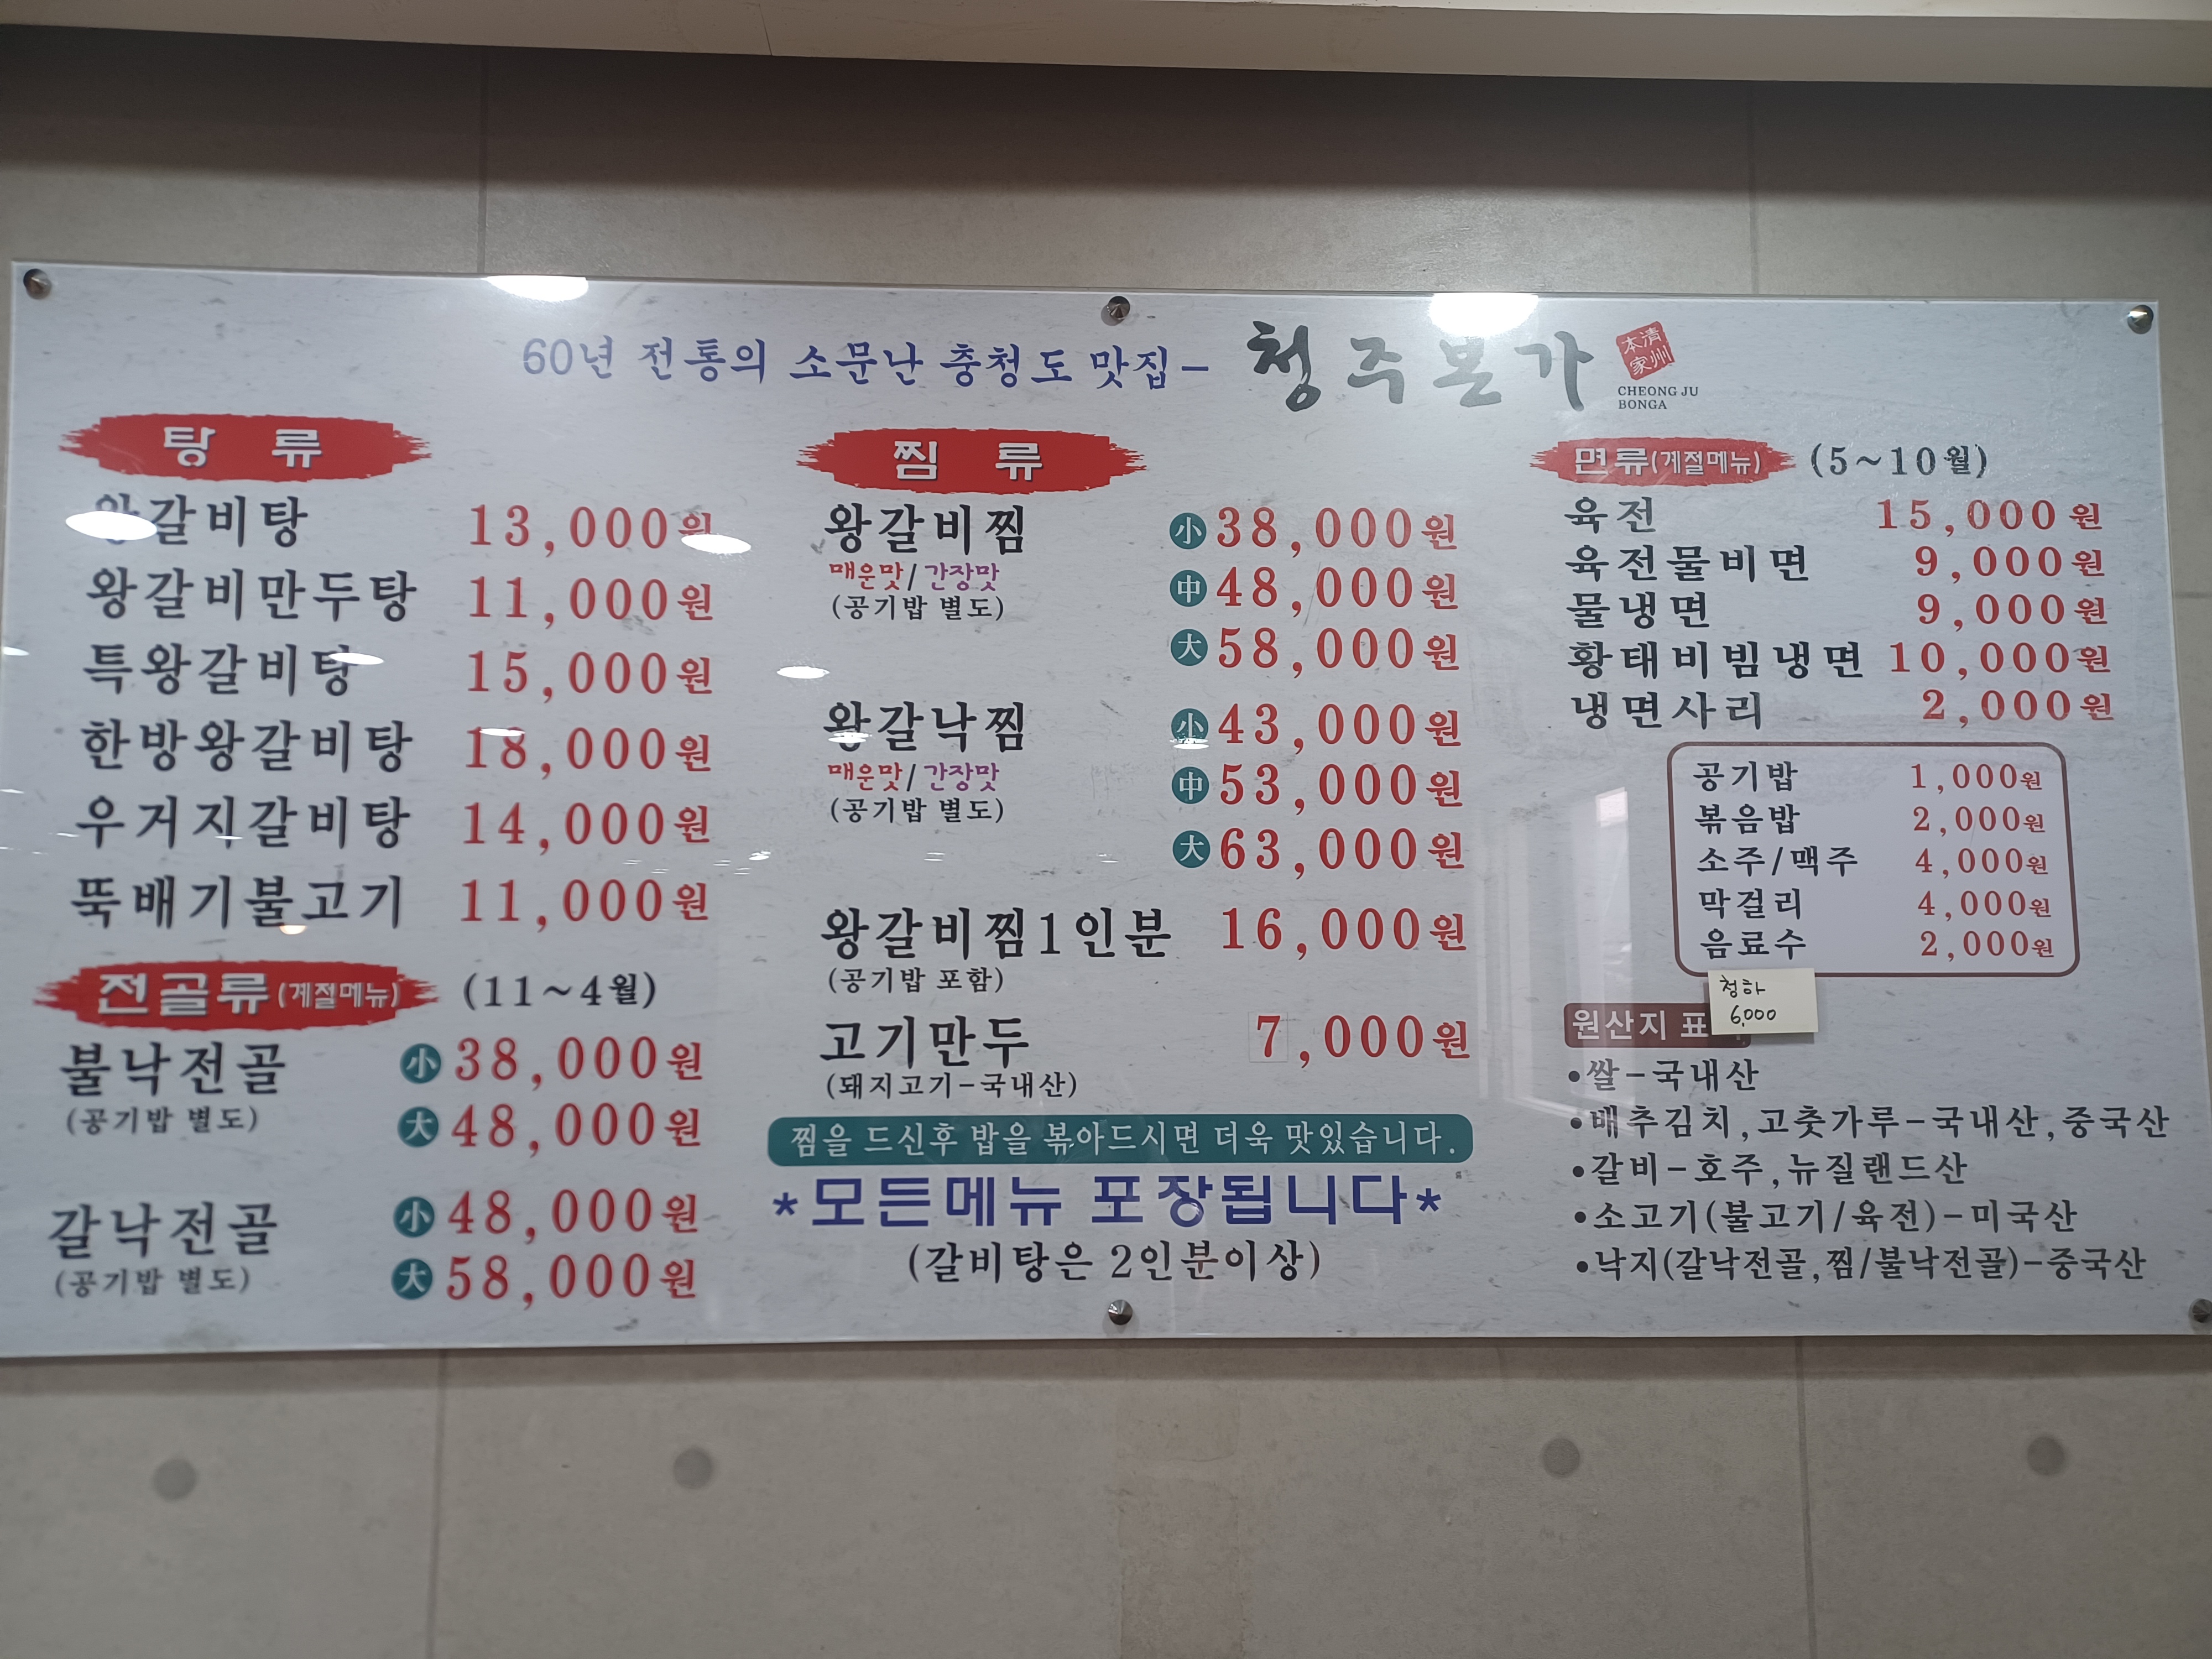 60년 전통의 소문난 충청도 맛집- 청주본가
清州本家
CHEONG JU
BONGA
탕 류
왕갈비탕 13,000원
왕갈비만두탕 11,000원
특왕갈비탕 15,000원
한방왕갈비탕 18,000원
우거지갈비탕 14,000원
뚝배기불고기 11,000원
전골류(계절메뉴) (11~4월)
불낙전골 小 38,000원
(공기밥 별도)
大 48,000원
갈낙전골 小 48,000원
(공기밥 별도)
大 58,000원
찜 류
왕갈비찜 小 38,000원
매운맛/간장맛
中 48,000원
(공기밥 별도)
大 58,000원
왕갈낙찜 小 43,000원
매운맛/간장맛
中 53,000원
(공기밥 별도)
大 63,000원
왕갈비찜1인분 16,000원
(공기밥 포함)
고기만두 7,000원
(돼지고기-국내산)
찜을 드신후 밥을 볶아드시면 더욱 맛있습니다.
*모든메뉴 포장됩니다*
(갈비탕은 2인분이상)
면류(계절메뉴) (5~10월)
육전 15,000원
육전물비면 9,000원
물냉면 9,000원
황태비빔냉면 10,000원
냉면사리 2,000원
공기밥 1,000원
볶음밥 2,000원
소주/맥주 4,000원
막걸리 4,000원
음료수 2,000원
청하
6,000
원산지 표
•쌀-국내산
•배추김치,고춧가루-국내산,중국산
•갈비-호주,뉴질랜드산
•소고기(불고기/육전)-미국산
•낙지(갈낙전골,찜/불낙전골)-중국산